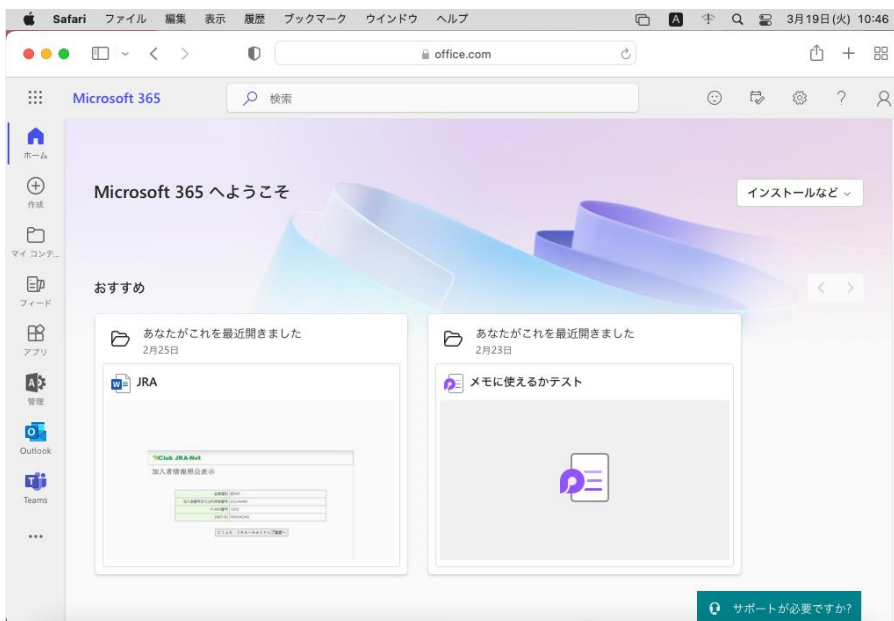 Safari ファイル 編集 表示 履歴 ブックマーク ウインドウ ヘルプ A 3月19日(火) 10:46
office.com
Microsoft 365 検索
ホーム
作成
マイ コンテ...
フィード
アプリ
管理
Outlook
Teams
Microsoft 365 へようこそ
インストールなど
おすすめ
あなたがこれを最近開きました
2月25日
JRA
Club JRA-Net
加入者情報照会表示
あなたがこれを最近開きました
2月23日
メモに使えるかテスト
サポートが必要ですか?